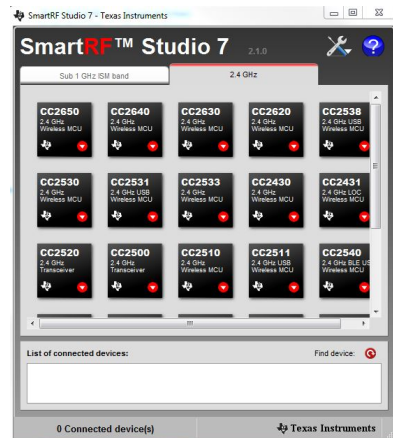 SmartRF Studio 7 - Texas Instruments
SmartRF™ Studio 7 2.1.0
Sub 1 GHz ISM band 2.4 GHz
CC2650 CC2640 CC2630 CC2620 CC2538
2.4 GHz 2.4 GHz 2.4 GHz 2.4 GHz 2.4 GHz USB
Wireless MCU Wireless MCU Wireless MCU Wireless MCU Wireless MCU
CC2530 CC2531 CC2533 CC2430 CC2431
2.4 GHz 2.4 GHz USB 2.4 GHz 2.4 GHz 2.4 GHz LOC
Wireless MCU Wireless MCU Wireless MCU Wireless MCU Wireless MCU
CC2520 CC2500 CC2510 CC2511 CC2540
2.4 GHz 2.4 GHz 2.4 GHz 2.4 GHz USB 2.4 GHz BLE US
Transceiver Transceiver Wireless MCU Wireless MCU Wireless MCU
List of connected devices: Find device:
0 Connected device(s) Texas Instruments